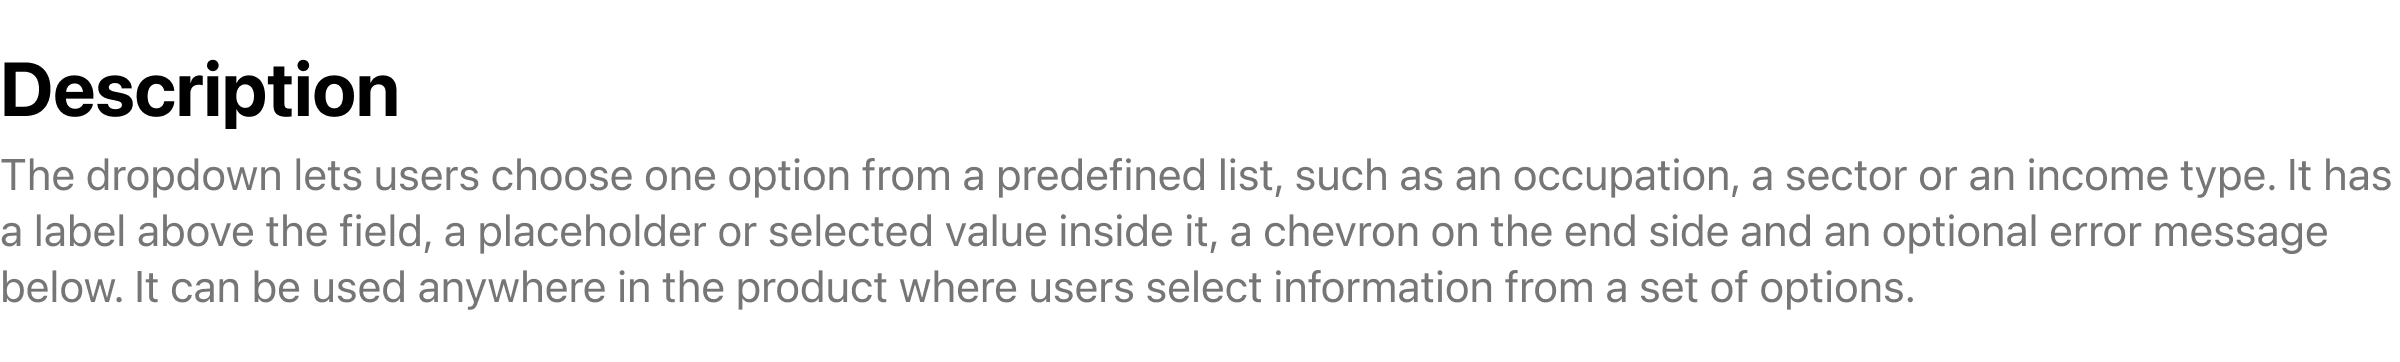 Description
The dropdown lets users choose one option from a predefined list, such as an occupation, a sector or an income type. It has
a label above the field, a placeholder or selected value inside it, a chevron on the end side and an optional error message
below. It can be used anywhere in the product where users select information from a set of options.